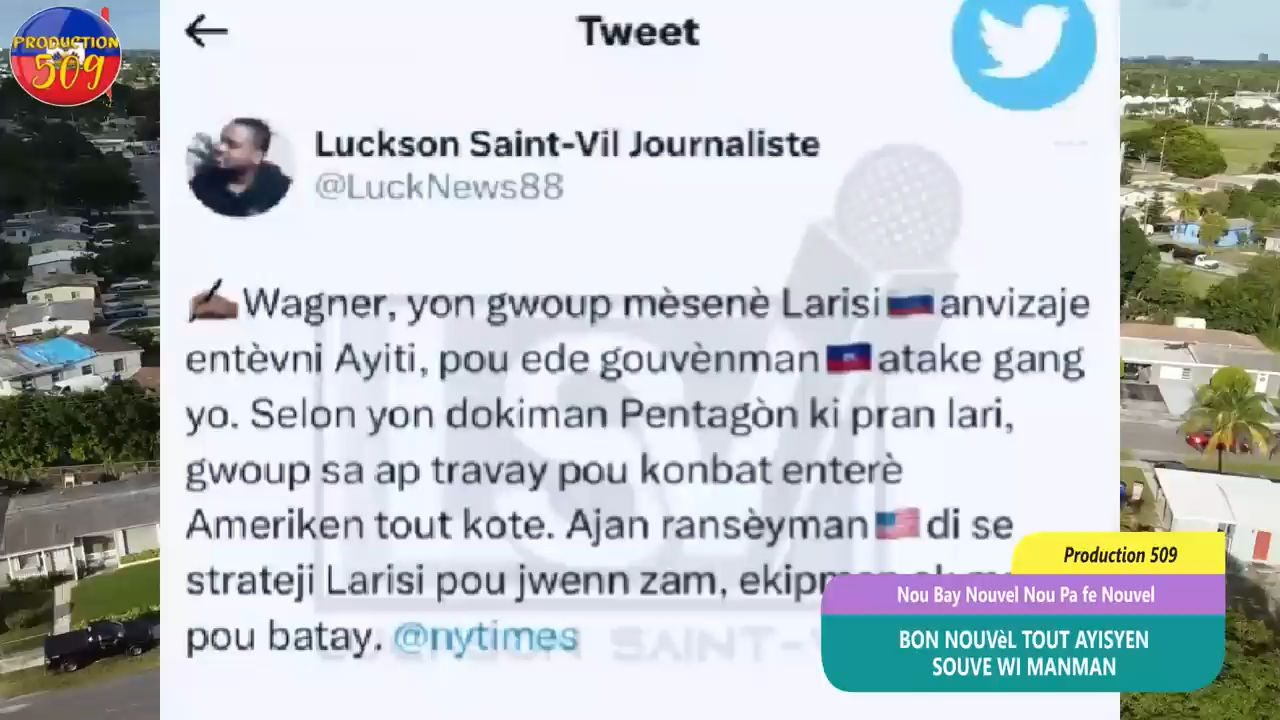 PRODUCTION
509
Tweet
Luckson Saint-Vil Journaliste
@LuckNews88
Wagner, yon gwoup mèsenè Larisi anvizaje
entèvni Ayiti, pou ede gouvènman atake gang
yo. Selon yon dokiman Pentagòn ki pran lari,
gwoup sa ap travay pou konbat enterè
Ameriken tout kote. Ajan ransèyman di se
strateji Larisi pou jwenn zam,
pou batay. @nytimes
SAINT-V
Production 509
Nou Bay Nouvel Nou Pa fe Nouvel
BON NOUVèL TOUT AYISYEN
SOUVE WI MANMAN